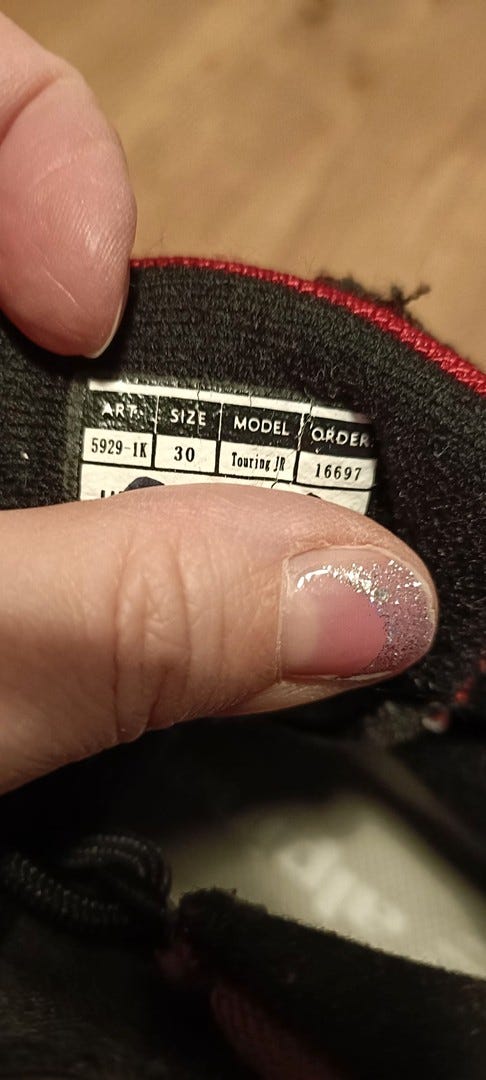 ART. SIZE MODEL ORDER
5929-1K 30 Touring JR 16697